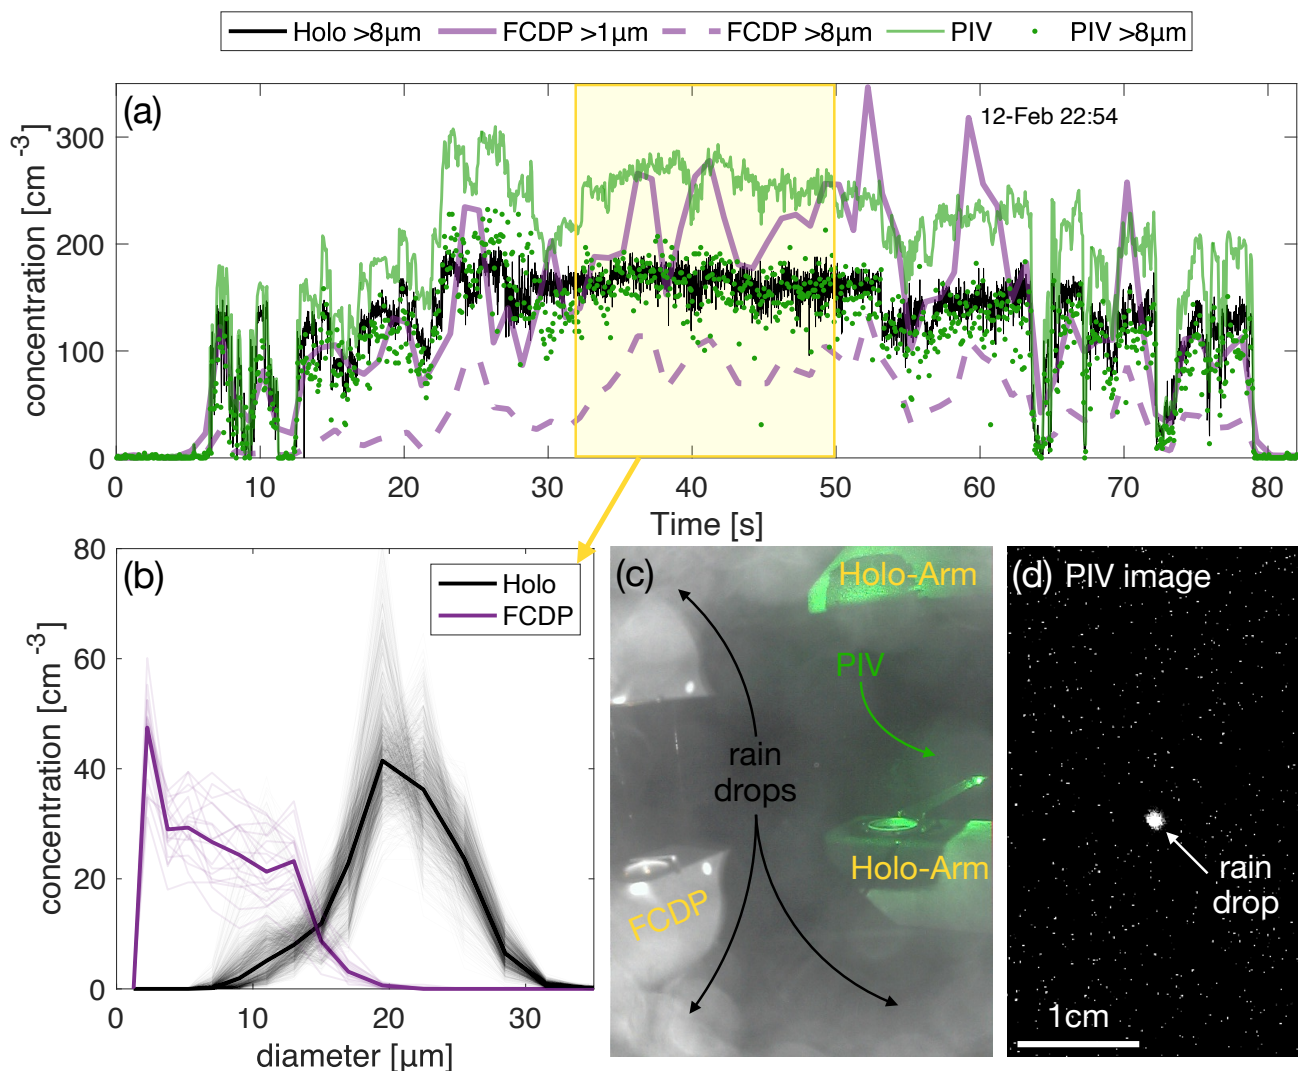 Holo >8µm FCDP >1µm FCDP >8µm PIV PIV >8µm
(a)
12-Feb 22:54
concentration [cm⁻³]
300
200
100
0
0 10 20 30 40 50 60 70 80
Time [s]
(b)
Holo
FCDP
concentration [cm⁻³]
80
60
40
20
0
0 10 20 30
diameter [µm]
(c)
Holo-Arm
PIV
rain
drops
Holo-Arm
FCDP
(d) PIV image
rain
drop
1cm